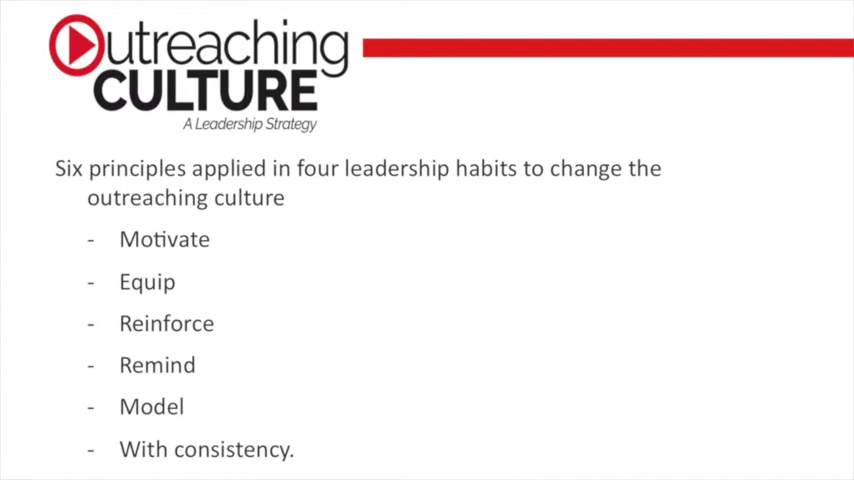 Outreaching
CULTURE
A Leadership Strategy
Six principles applied in four leadership habits to change the
outreaching culture
- Motivate
- Equip
- Reinforce
- Remind
- Model
- With consistency.